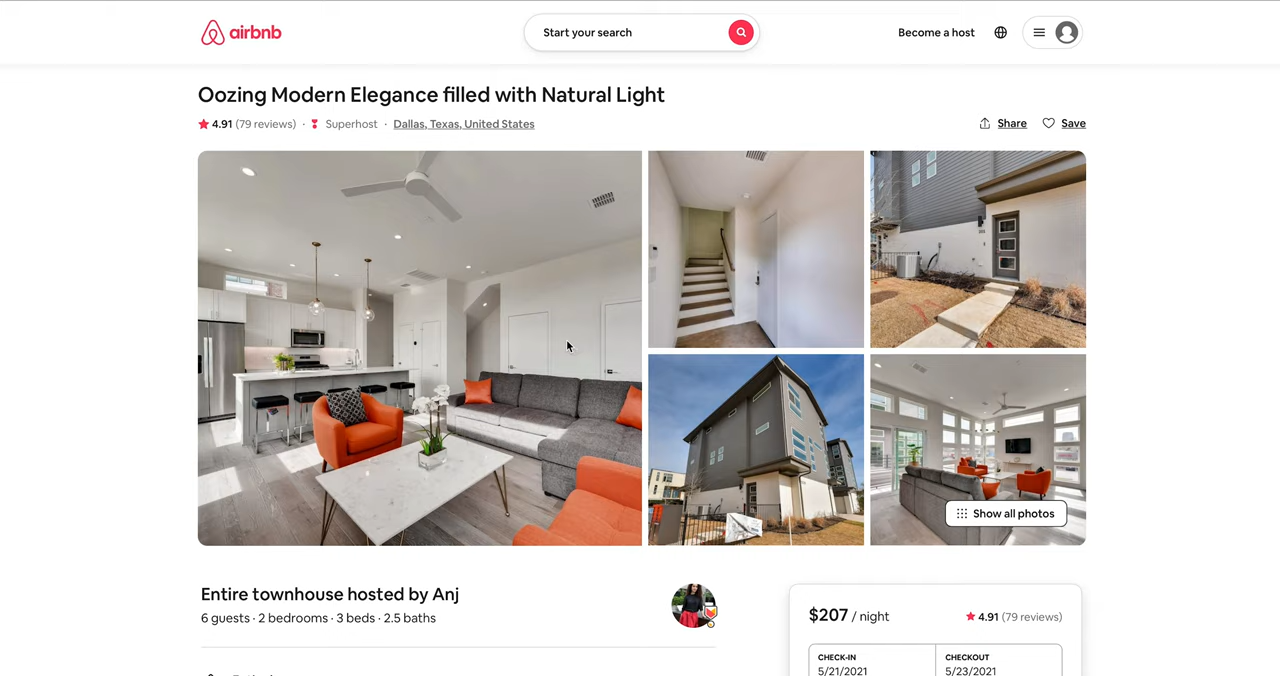 airbnb
Start your search
Become a host
Oozing Modern Elegance filled with Natural Light
4.91 (79 reviews) · Superhost · Dallas, Texas, United States
Share
Save
Show all photos
Entire townhouse hosted by Anj
6 guests · 2 bedrooms · 3 beds · 2.5 baths
$207 / night
4.91 (79 reviews)
CHECK-IN
5/21/2021
CHECKOUT
5/23/2021